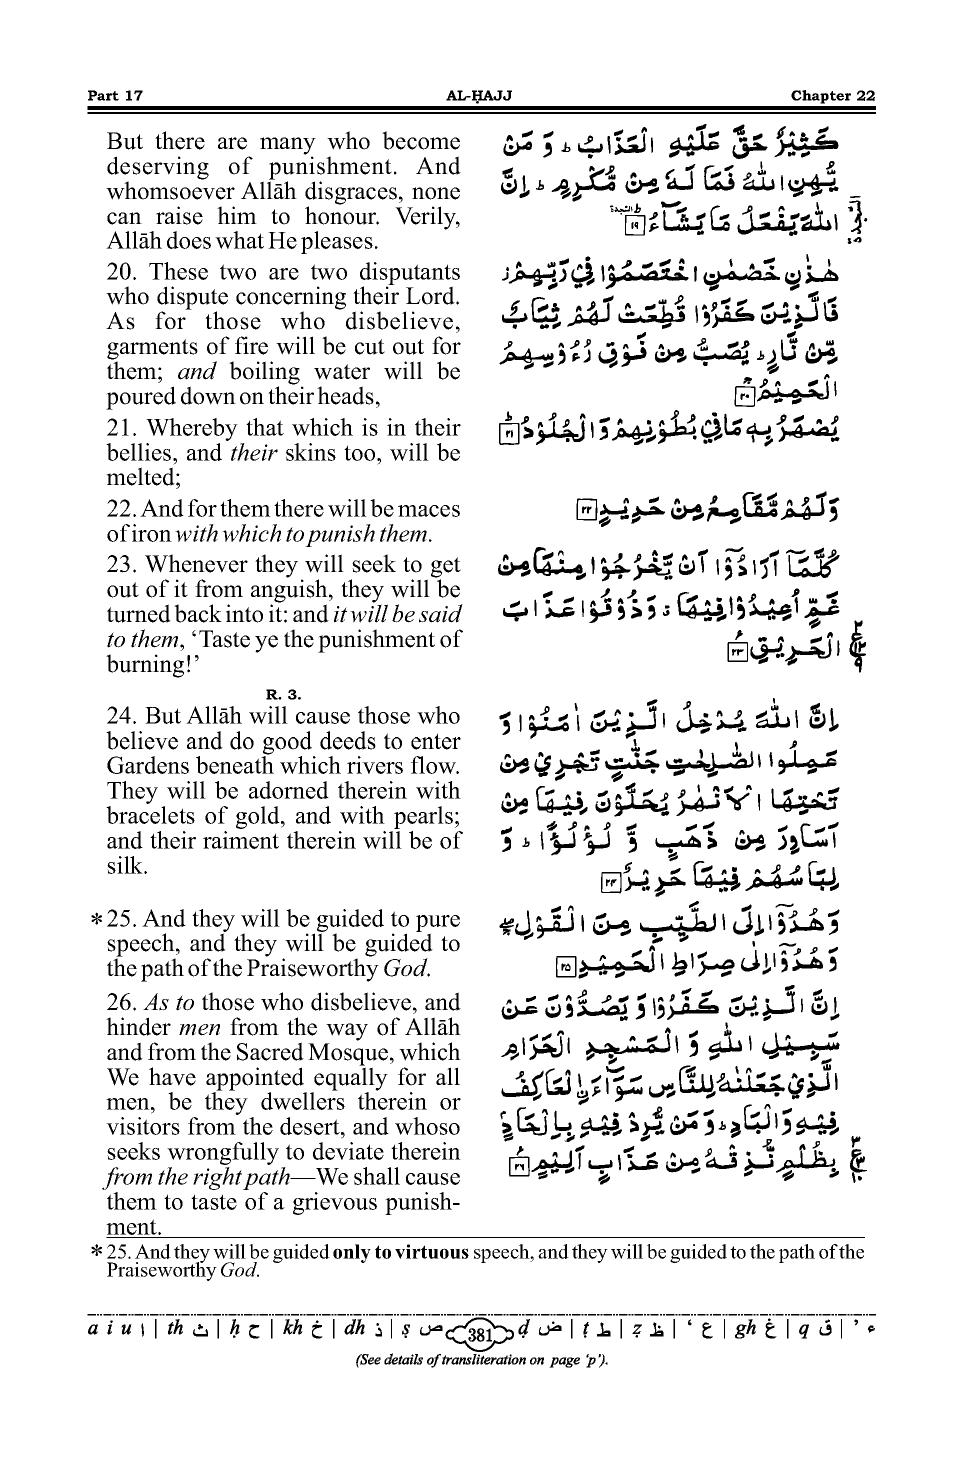 Part 17 AL-ḤAJJ Chapter 22
But there are many who become
deserving of punishment. And
whomsoever Allāh disgraces, none
can raise him to honour. Verily,
Allāh does what He pleases.
20. These two are two disputants
who dispute concerning their Lord.
As for those who disbelieve,
garments of fire will be cut out for
them; and boiling water will be
poured down on their heads,
21. Whereby that which is in their
bellies, and their skins too, will be
melted;
22. And for them there will be maces
of iron with which to punish them.
23. Whenever they will seek to get
out of it from anguish, they will be
turned back into it: and it will be said
to them, ‘Taste ye the punishment of
burning!’
R. 3.
24. But Allāh will cause those who
believe and do good deeds to enter
Gardens beneath which rivers flow.
They will be adorned therein with
bracelets of gold, and with pearls;
and their raiment therein will be of
silk.
*25. And they will be guided to pure
speech, and they will be guided to
the path of the Praiseworthy God.
26. As to those who disbelieve, and
hinder men from the way of Allāh
and from the Sacred Mosque, which
We have appointed equally for all
men, be they dwellers therein or
visitors from the desert, and whoso
seeks wrongfully to deviate therein
from the right path—We shall cause
them to taste of a grievous punish-
ment.
كَثِيْرٌ حَقَّ عَلَيْهِ الْعَذَابُ ؕ وَ مَنْ
يُّهِنِ اللّٰهُ فَمَا لَهٗ مِنْ مُّكْرِمٍ ؕ اِنَّ
اللّٰهَ يَفْعَلُ مَا يَشَآءُ ۩ ۱۹
هٰذٰنِ خَصْمٰنِ اخْتَصَمُوْا فِيْ رَبِّهِمْ ؗ
فَالَّذِيْنَ كَفَرُوْا قُطِّعَتْ لَهُمْ ثِيَابٌ
مِّنْ نَّارٍ ؕ يُصَبُّ مِنْ فَوْقِ رُءُوْسِهِمُ
الْحَمِيْمُ ۚ ۲۰
يُصْهَرُ بِهٖ مَا فِيْ بُطُوْنِهِمْ وَ الْجُلُوْدُ ؕ ۲۱
وَ لَهُمْ مَّقَامِعُ مِنْ حَدِيْدٍ ۲۲
كُلَّمَاۤ اَرَادُوْۤا اَنْ يَّخْرُجُوْا مِنْهَا مِنْ
غَمٍّ اُعِيْدُوْا فِيْهَا ۗ وَ ذُوْقُوْا عَذَابَ
الْحَرِيْقِ ۲۳
اِنَّ اللّٰهَ يُدْخِلُ الَّذِيْنَ اٰمَنُوْا وَ
عَمِلُوا الصّٰلِحٰتِ جَنّٰتٍ تَجْرِيْ مِنْ
تَحْتِهَا الْاَنْهٰرُ يُحَلَّوْنَ فِيْهَا مِنْ
اَسَاوِرَ مِنْ ذَهَبٍ وَّ لُؤْلُؤًا ؕ وَ
لِبَاسُهُمْ فِيْهَا حَرِيْرٌ ۲۴
وَ هُدُوْۤا اِلَى الطَّيِّبِ مِنَ الْقَوْلِ ۖۚ
وَ هُدُوْۤا اِلٰى صِرَاطِ الْحَمِيْدِ ۲۵
اِنَّ الَّذِيْنَ كَفَرُوْا وَ يَصُدُّوْنَ عَنْ
سَبِيْلِ اللّٰهِ وَ الْمَسْجِدِ الْحَرَامِ
الَّذِيْ جَعَلْنٰهُ لِلنَّاسِ سَوَآءَ ِ۟الْعَاكِفُ
فِيْهِ وَ الْبَادِ ؕ وَ مَنْ يُّرِدْ فِيْهِ بِاِلْحَادٍۭ
بِظُلْمٍ نُّذِقْهُ مِنْ عَذَابٍ اَلِيْمٍ ۲۶
* 25. And they will be guided only to virtuous speech, and they will be guided to the path of the
Praiseworthy God.
a i u ا | th ث | ḥ ح | kh خ | dh ذ | ṣ ص 381 ḍ ض | ṭ ط | ẓ ظ | ‘ ع | gh غ | q ق | ’ ء
(See details of transliteration on page ‘p’).